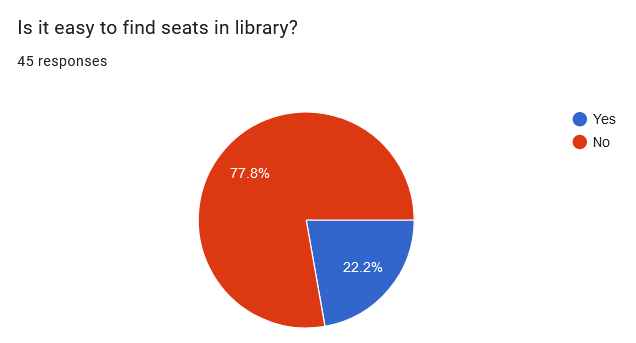 Is it easy to find seats in library?
45 responses
Yes
No
77.8%
22.2%